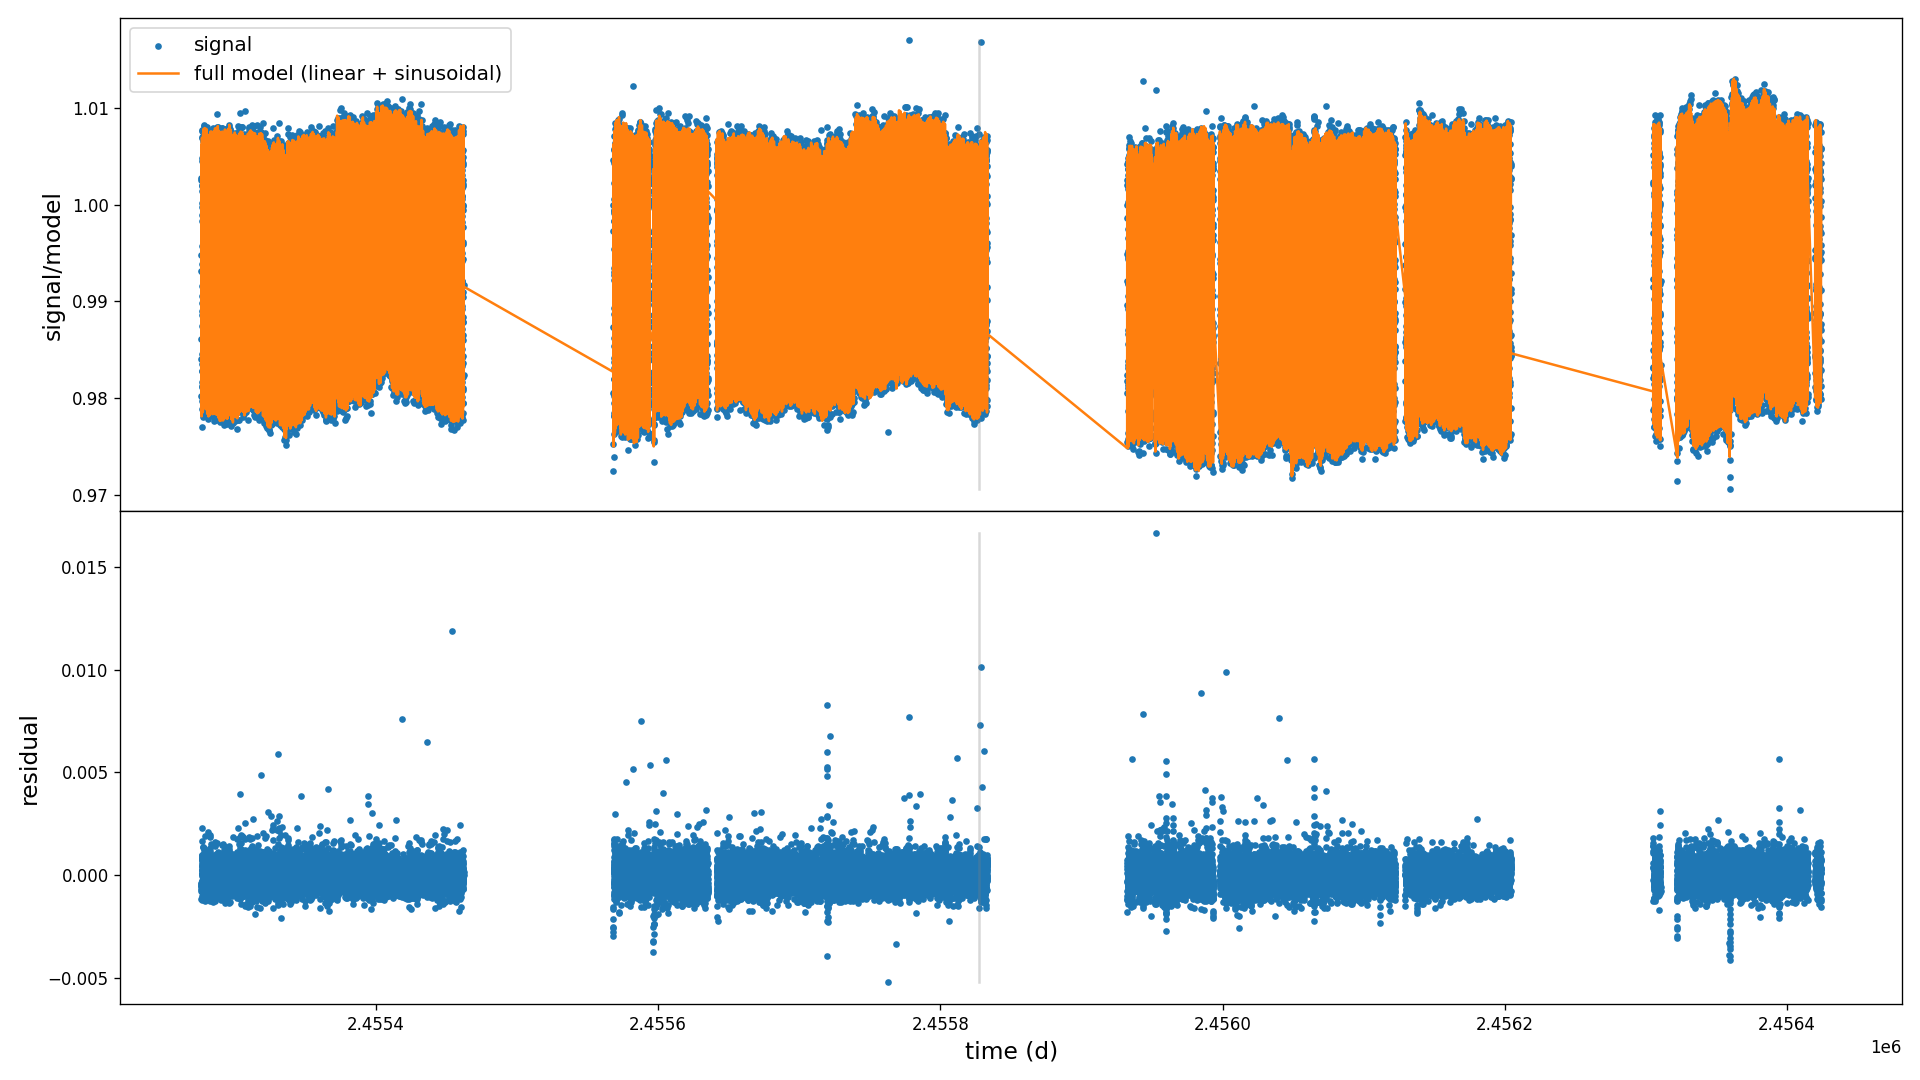 signal
full model (linear + sinusoidal)
signal/model
1.01
1.00
0.99
0.98
0.97
residual
0.015
0.010
0.005
0.000
−0.005
2.4554
2.4556
2.4558
2.4560
2.4562
2.4564
time (d)
1e6